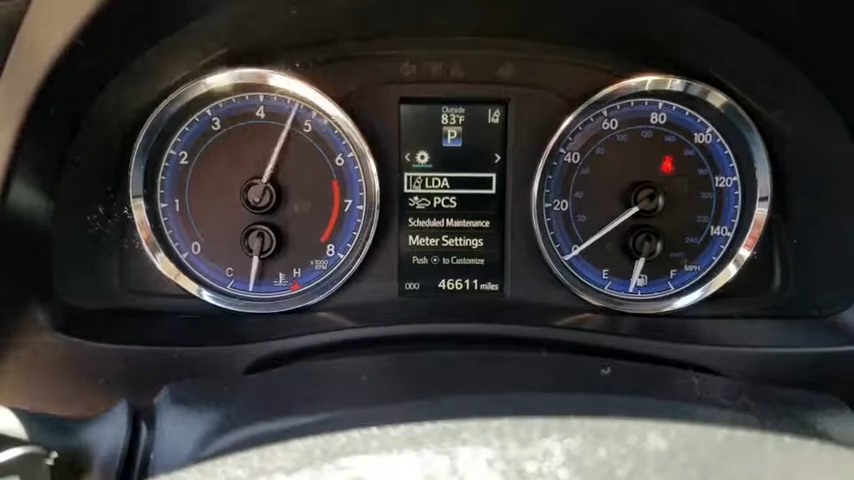 0
1
2
3
4
5
6
7
8
x1000
RPM
C
H
Outside
83°F
P
LDA
PCS
Scheduled Maintenance
Meter Settings
Push to Customize
ODO 46611 miles
0
20
40
60
80
100
120
140
MPH
E
F